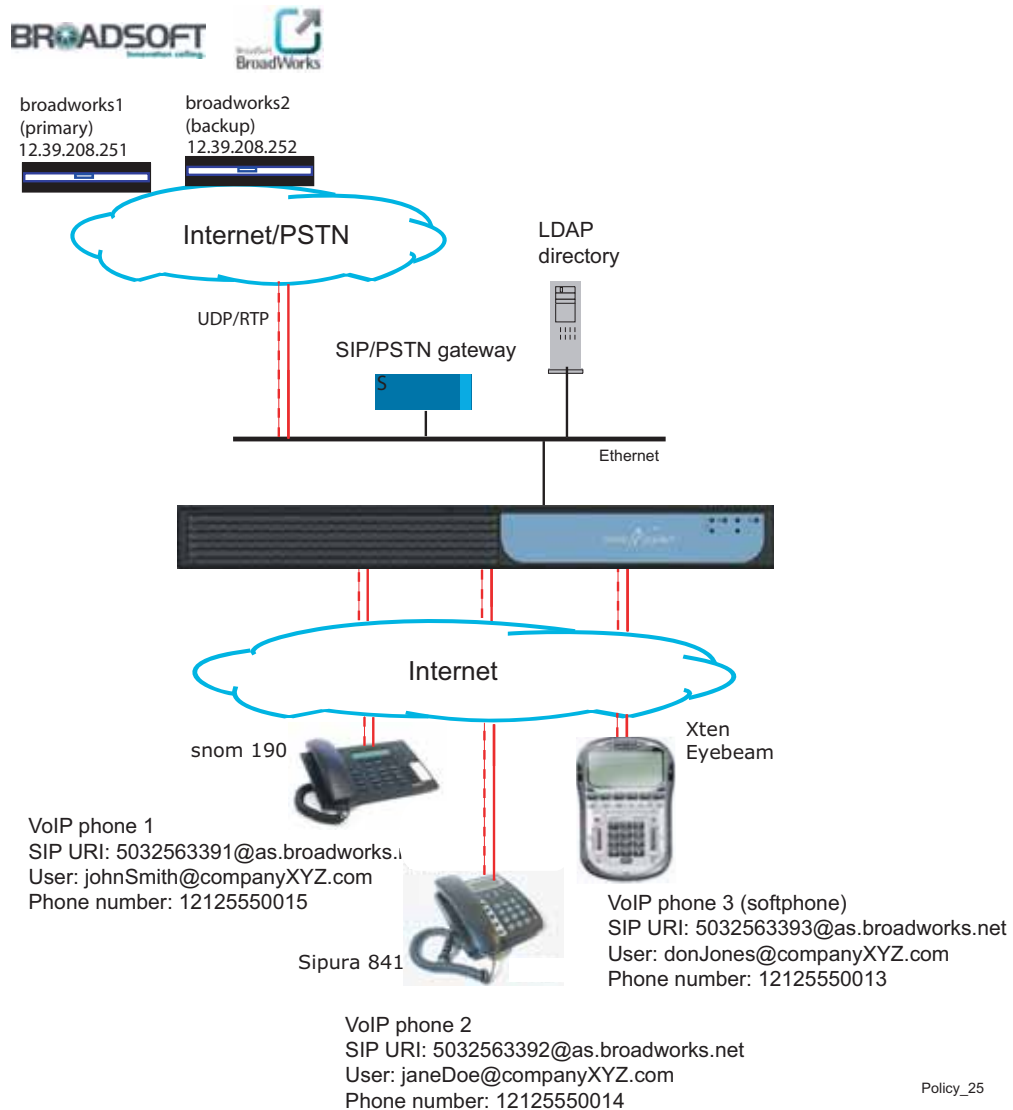 BROADSOFT
Innovation calling.
BroadSoft
BroadWorks
broadworks1
(primary)
12.39.208.251
broadworks2
(backup)
12.39.208.252
Internet/PSTN
LDAP
directory
UDP/RTP
SIP/PSTN gateway
S
Ethernet
Internet
snom 190
Xten
Eyebeam
VoIP phone 1
SIP URI: 5032563391@as.broadworks.
User: johnSmith@companyXYZ.com
Phone number: 12125550015
Sipura 841
VoIP phone 3 (softphone)
SIP URI: 5032563393@as.broadworks.net
User: donJones@companyXYZ.com
Phone number: 12125550013
VoIP phone 2
SIP URI: 5032563392@as.broadworks.net
User: janeDoe@companyXYZ.com
Phone number: 12125550014
Policy_25